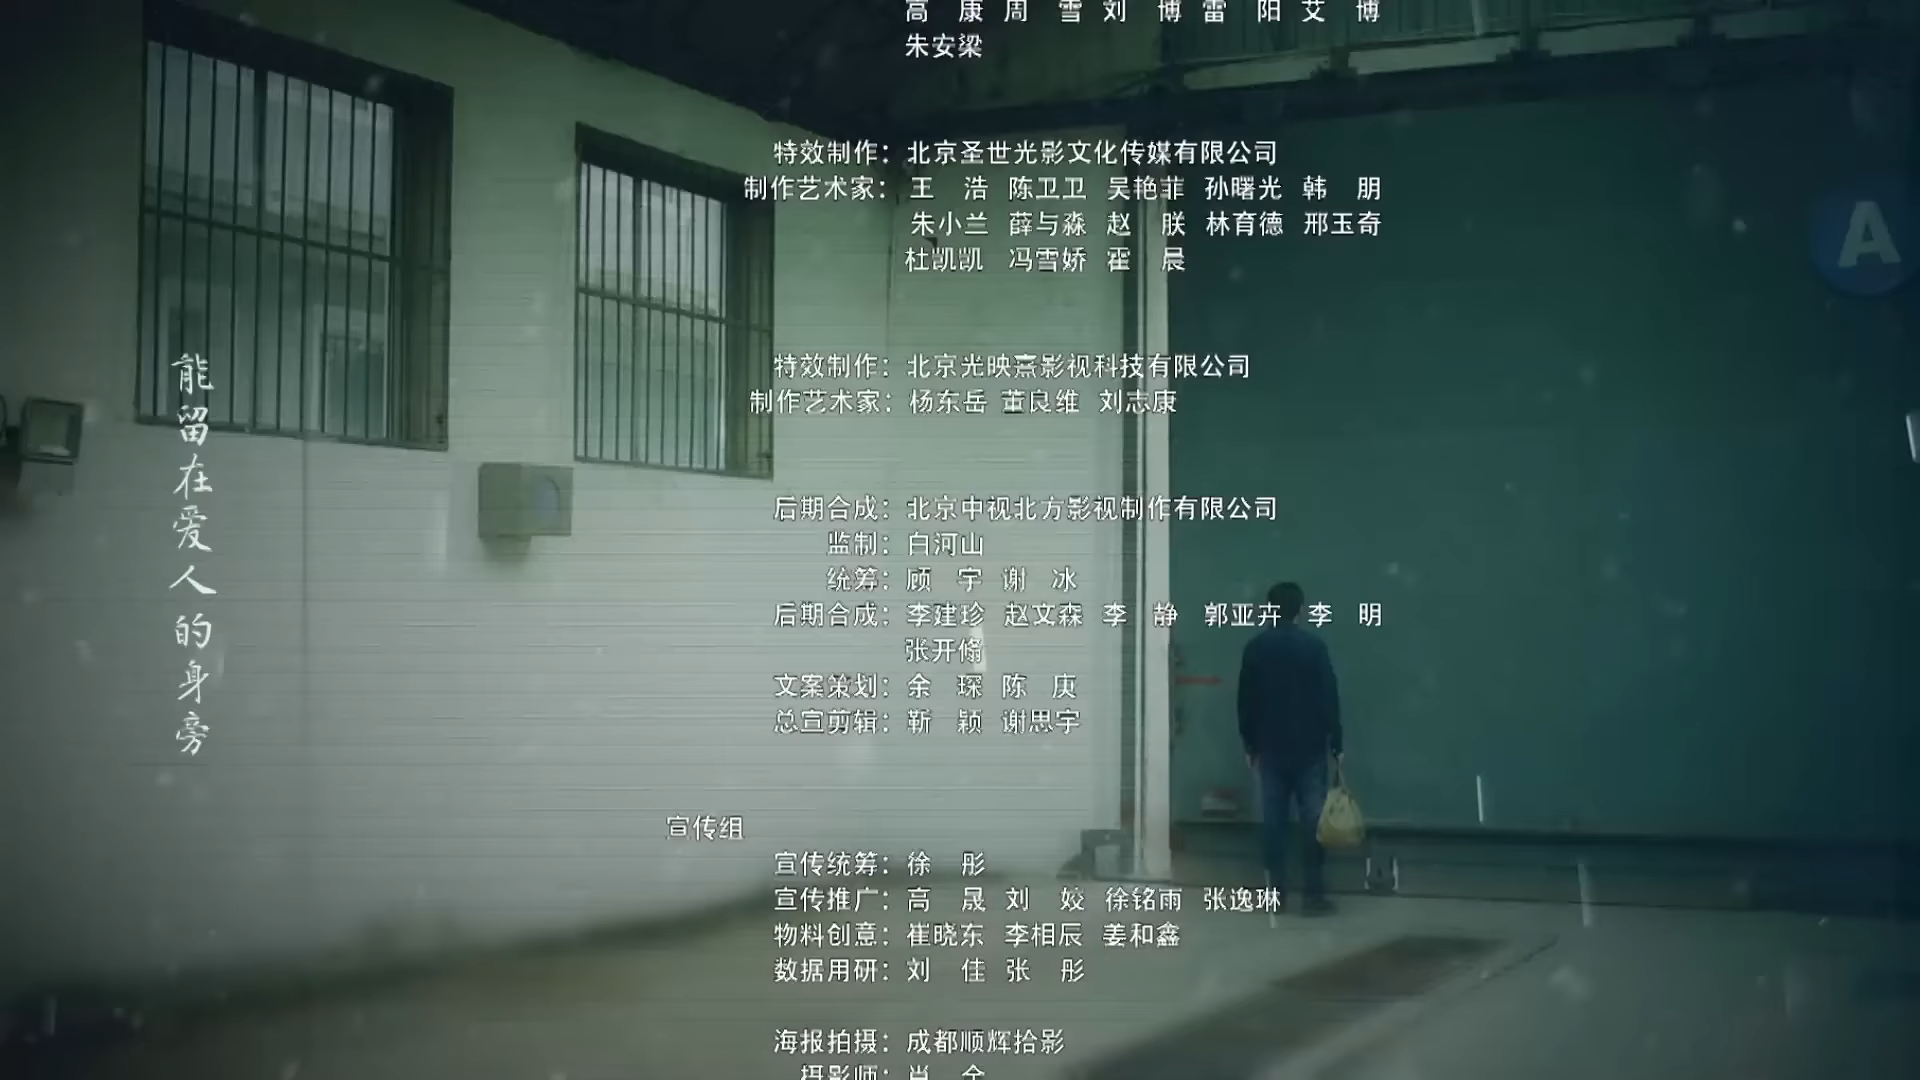 高 康 周 雪 刘 博 雷 阳 艾 博
朱安梁
特效制作：北京圣世光影文化传媒有限公司
制作艺术家：王 浩 陈卫卫 吴艳菲 孙曙光 韩 朋
朱小兰 薛与淼 赵 朕 林育德 邢玉奇
杜凯凯 冯雪娇 霍 晨
特效制作：北京光映熹影视科技有限公司
制作艺术家：杨东岳 董良维 刘志康
后期合成：北京中视北方影视制作有限公司
监制：白河山
统筹：顾 宇 谢 冰
后期合成：李建珍 赵文森 李 静 郭亚卉 李 明
张开翛
文案策划：余 琛 陈 庚
总宣剪辑：靳 颖 谢思宇
宣传组
宣传统筹：徐 彤
宣传推广：高 晟 刘 姣 徐铭雨 张逸琳
物料创意：崔晓东 李相辰 姜和鑫
数据用研：刘 佳 张 彤
海报拍摄：成都顺辉拾影
摄影师：肖 全
能留在爱人的身旁
A